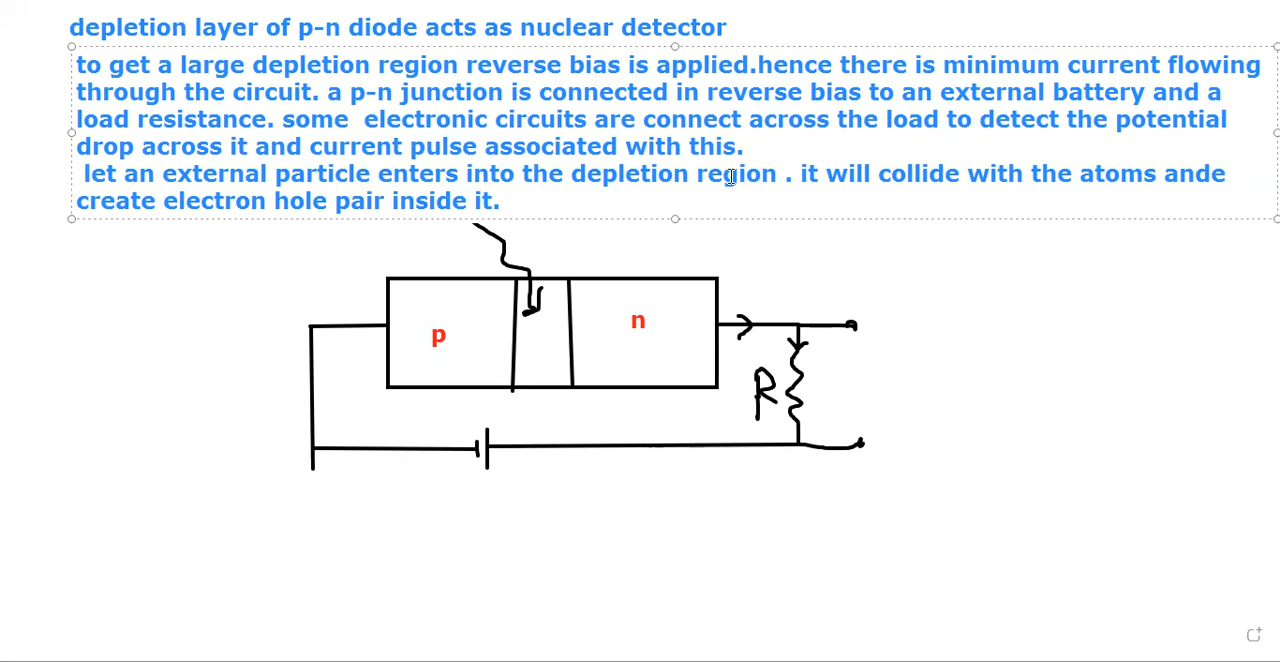 depletion layer of p-n diode acts as nuclear detector
to get a large depletion region reverse bias is applied.hence there is minimum current flowing
through the circuit. a p-n junction is connected in reverse bias to an external battery and a
load resistance. some  electronic circuits are connect across the load to detect the potential
drop across it and current pulse associated with this.
let an external particle enters into the depletion region . it will collide with the atoms ande
create electron hole pair inside it.
p
n
R